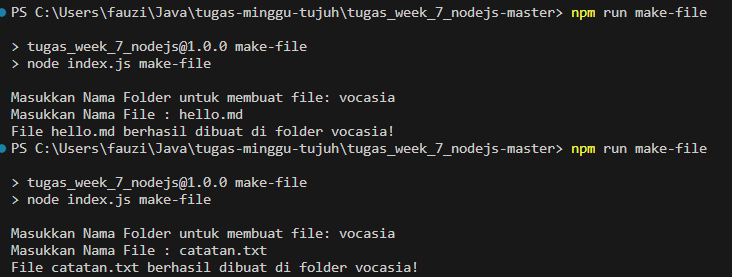 PS C:\Users\fauzi\Java\tugas-minggu-tujuh\tugas_week_7_nodejs-master> npm run make-file
> tugas_week_7_nodejs@1.0.0 make-file
> node index.js make-file
Masukkan Nama Folder untuk membuat file: vocasia
Masukkan Nama File : hello.md
File hello.md berhasil dibuat di folder vocasia!
PS C:\Users\fauzi\Java\tugas-minggu-tujuh\tugas_week_7_nodejs-master> npm run make-file
> tugas_week_7_nodejs@1.0.0 make-file
> node index.js make-file
Masukkan Nama Folder untuk membuat file: vocasia
Masukkan Nama File : catatan.txt
File catatan.txt berhasil dibuat di folder vocasia!